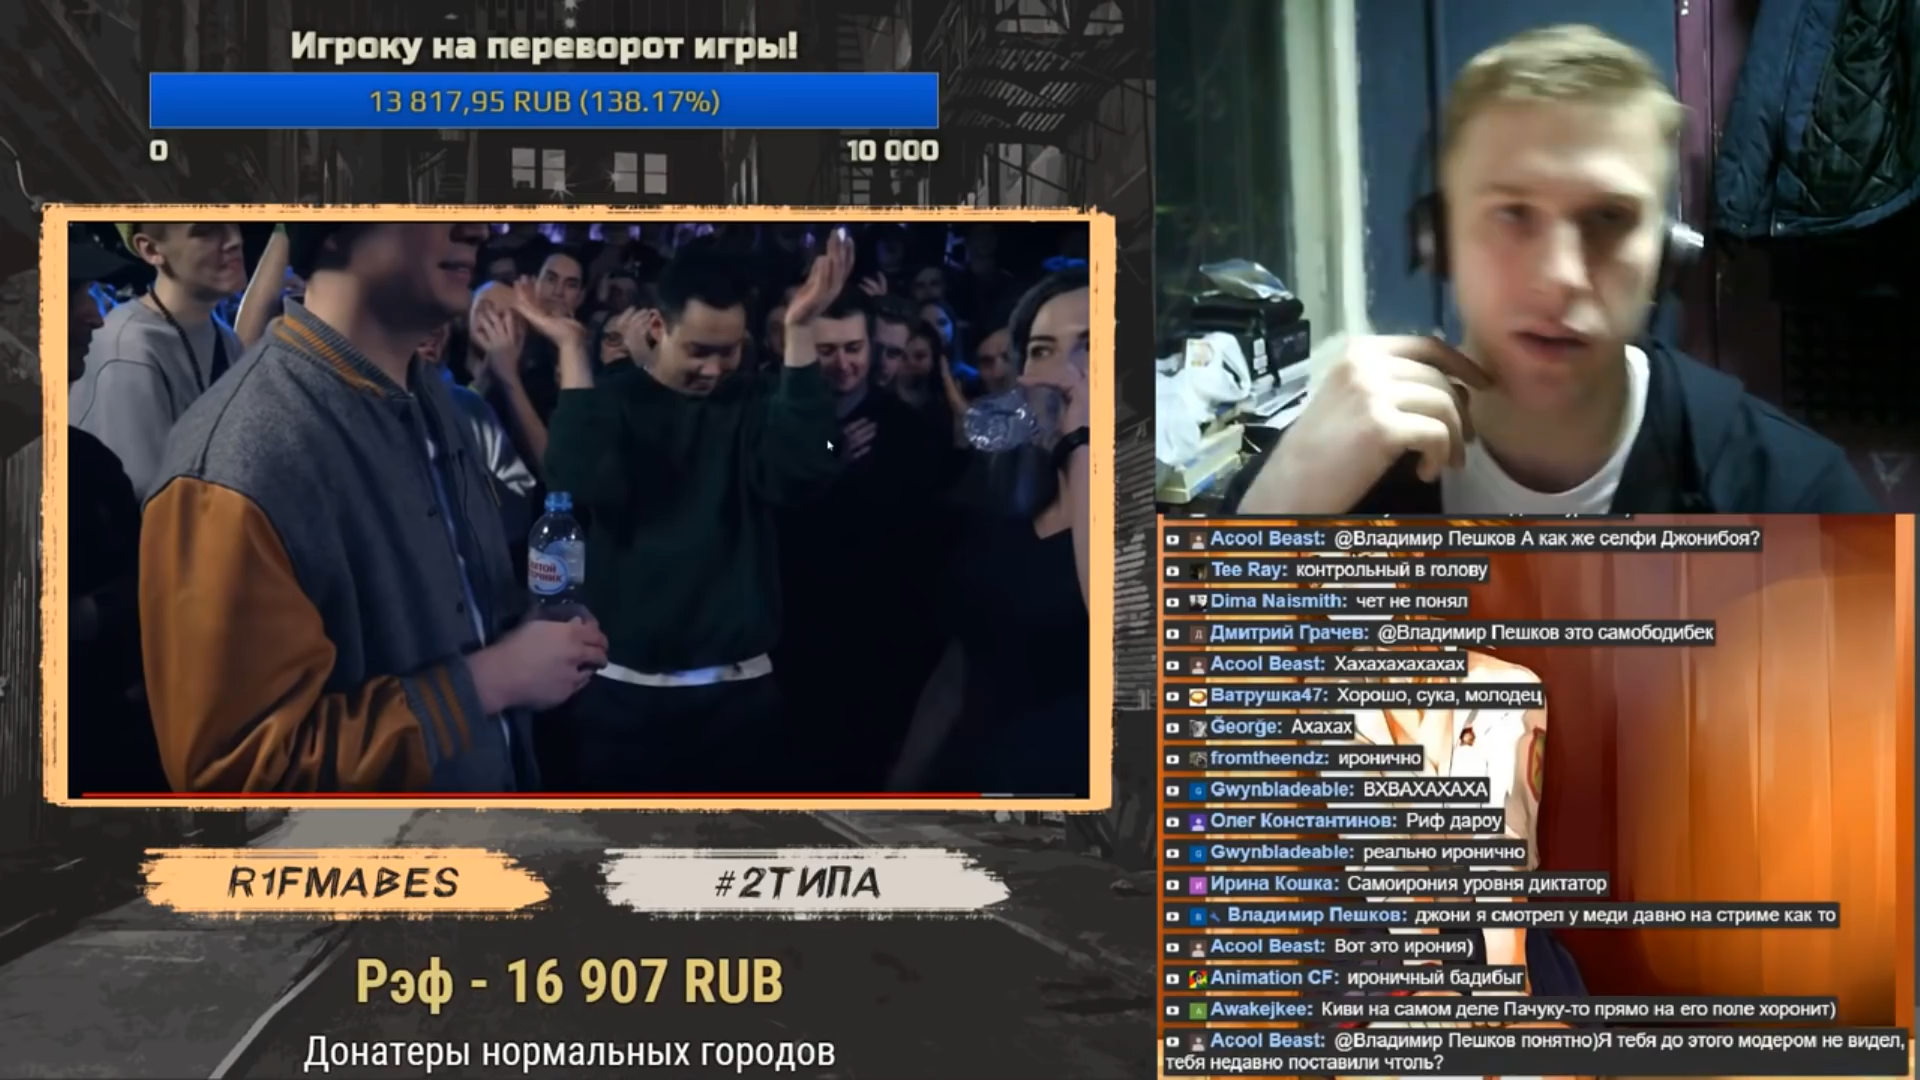 Игроку на переворот игры!
13 817,95 RUB (138.17%)
0
10 000
R1FMABES
#2ТИПА
Рэф - 16 907 RUB
Донатеры нормальных городов
Acool Beast: @Владимир Пешков А как же селфи Джонибоя?
Tee Ray: контрольный в голову
Dima Naismith: чет не понял
Дмитрий Грачев: @Владимир Пешков это самободибек
Acool Beast: Хахахахахахах
Ватрушка47: Хорошо, сука, молодец
George: Ахахах
fromtheendz: иронично
Gwynbladeable: ВХВАХАХАХА
Олег Константинов: Риф дароу
Gwynbladeable: реально иронично
Ирина Кошка: Самоирония уровня диктатор
Владимир Пешков: джони я смотрел у меди давно на стриме как то
Acool Beast: Вот это ирония)
Animation CF: ироничный бадибыг
Awakejkee: Киви на самом деле Пачуку-то прямо на его поле хоронит)
Acool Beast: @Владимир Пешков понятно)Я тебя до этого модером не видел,
тебя недавно поставили чтоль?